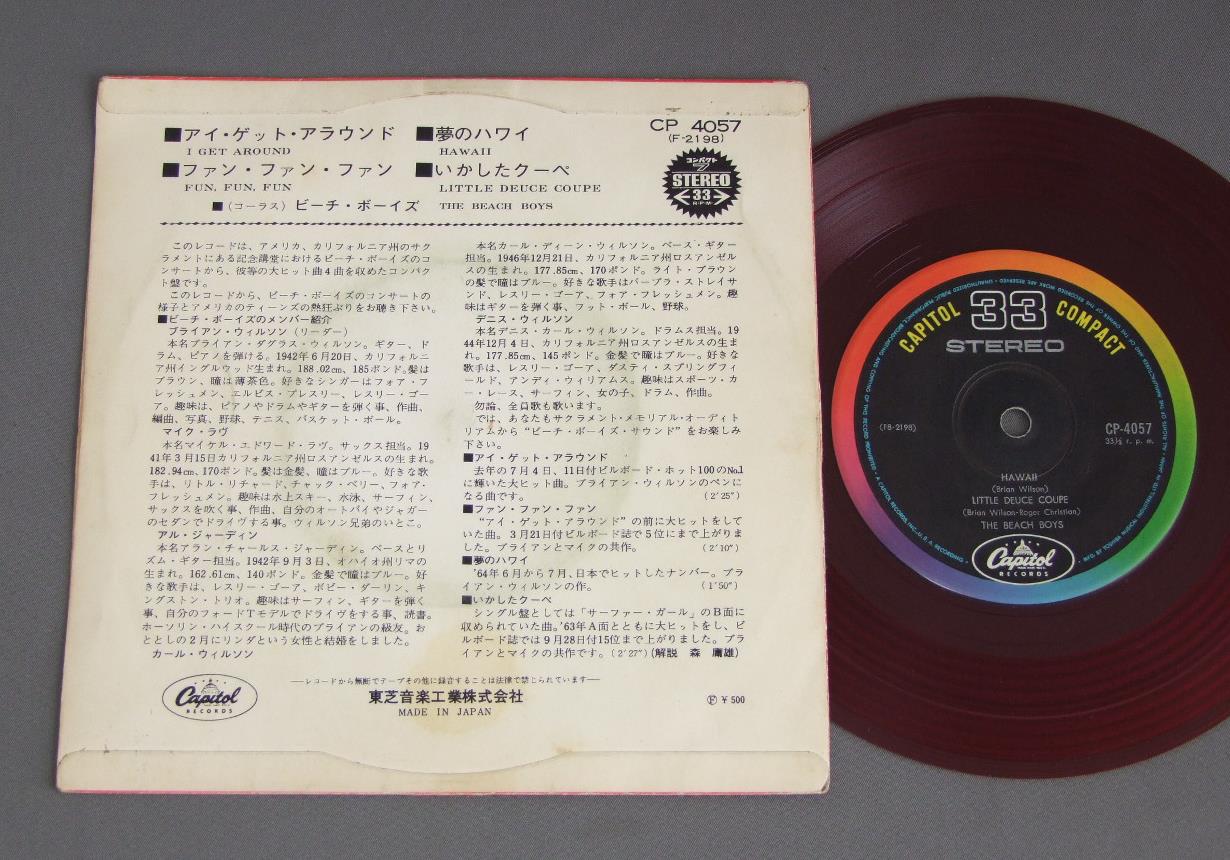 ■アイ・ゲット・アラウンド
I GET AROUND
■ファン・ファン・ファン
FUN, FUN, FUN
■夢のハワイ
HAWAII
■いかしたクーペ
LITTLE DEUCE COUPE
■(コーラス) ビーチ・ボーイズ THE BEACH BOYS
CP 4057
(F-2198)
コンパクト
7
STEREO
33
R·P·M
このレコードは、アメリカ、カリフォルニア州のサク
ラメントにある記念講堂におけるビーチ・ボーイズのコ
ンサートから、彼等の大ヒット曲4曲を収めたコンパク
ト盤です。
このレコードから、ビーチ・ボーイズのコンサートの
様子とアメリカのティーンズの熱狂ぶりをお聴き下さい。
■ビーチ・ボーイズのメンバー紹介
ブライアン・ウィルソン(リーダー)
本名ブライアン・ダグラス・ウィルソン。ギター、ド
ラム、ピアノを弾ける。1942年6月20日、カリフォルニ
ア州イングルウッド生まれ。188.02cm、185ポンド。髪は
ブラウン、瞳は薄茶色。好きなシンガーはフォア・フ
レッシュメン、エルビス・プレスリー、レスリー・ゴー
ア。趣味は、ピアノやドラムやギターを弾く事、作曲、
編曲、写真、野球、テニス、バスケット・ボール。
マイク・ラヴ
本名マイケル・エドワード・ラヴ。サックス担当。19
41年3月15日カリフォルニア州ロスアンゼルスの生まれ。
182.94cm、170ポンド。髪は金髪、瞳はブルー。好きな歌
手は、リトル・リチャード、チャック・ベリー、フォア・
フレッシュメン。趣味は水上スキー、水泳、サーフィン、
サックスを吹く事、作曲、自分のオートバイやジャガー
のセダンでドライヴする事。ウィルソン兄弟のいとこ。
アル・ジャーディン
本名アラン・チャールス・ジャーディン。ベースとリ
ズム・ギター担当。1942年9月3日、オハイオ州リマの
生まれ。162.61cm、140ポンド。金髪で瞳はブルー。好
きな歌手は、レスリー・ゴーア、ボビー・ダーリン、キ
ングストン・トリオ。趣味はサーフィン、ギターを弾く
事、自分のフォードTモデルでドライヴをする事、読書。
ホーソリン・ハイスクール時代のブライアンの級友。お
ととしの2月にリンダという女性と結婚をしました。
カール・ウィルソン
本名カール・ディーン・ウィルソン。ベース・ギター
担当。1946年12月21日、カリフォルニア州ロスアンゼル
スの生まれ。177.85cm、170ポンド。ライト・ブラウン
の髪で瞳はブルー。好きな歌手はバーブラ・ストレイサ
ンド、レスリー・ゴーア、フォア・フレッシュメン。趣
味はギターを弾く事、フット・ボール、野球。
デニス・ウィルソン
本名デニス・カール・ウィルソン。ドラムス担当。19
44年12月4日、カリフォルニア州ロスアンゼルスの生ま
れ。177.85cm、145ポンド。金髪で瞳はブルー。好きな
歌手は、レスリー・ゴーア、ダスティ・スプリングフィ
ールド、アンディ・ウィリアムス。趣味はスポーツ・カ
ー・レース、サーフィン、女の子、ドラム、作曲。
勿論、全員歌も歌います。
では、あなたもサクラメント・メモリアル・オーディト
リアムから“ビーチ・ボーイズ・サウンド”をお楽しみ
下さい。
■アイ・ゲット・アラウンド
去年の7月4日、11日付ビルボード・ホット100のNo.1
に輝いた大ヒット曲。ブライアン・ウィルソンのペンに
なる曲です。 (2'25")
■ファン・ファン・ファン
“アイ・ゲット・アラウンド”の前に大ヒットをして
いた曲。3月21日付ビルボード誌で5位にまで上がりま
した。ブライアンとマイクの共作。 (2'10")
■夢のハワイ
'64年6月から7月、日本でヒットしたナンバー。ブラ
イアン・ウィルソンの作。 (1'50")
■いかしたクーペ
シングル盤としては「サーファー・ガール」のB面に
収められていた曲。'63年A面とともに大ヒットをし、ビ
ルボード誌では9月28日付15位まで上がりました。ブラ
イアンとマイクの共作です。(2'27")(解説 森 鷹雄)
Capitol
RECORDS
―レコードから無断でテープその他に録音することは法律で禁じられています―
東芝音楽工業株式会社
MADE IN JAPAN
Ⓕ ¥500
CAPITOL 33 COMPACT
STEREO
(F8-2198)
CP-4057
33⅓ r. p. m.
HAWAII
(Brian Wilson)
LITTLE DEUCE COUPE
(Brian Wilson-Roger Christian)
THE BEACH BOYS
Capitol
RECORDS